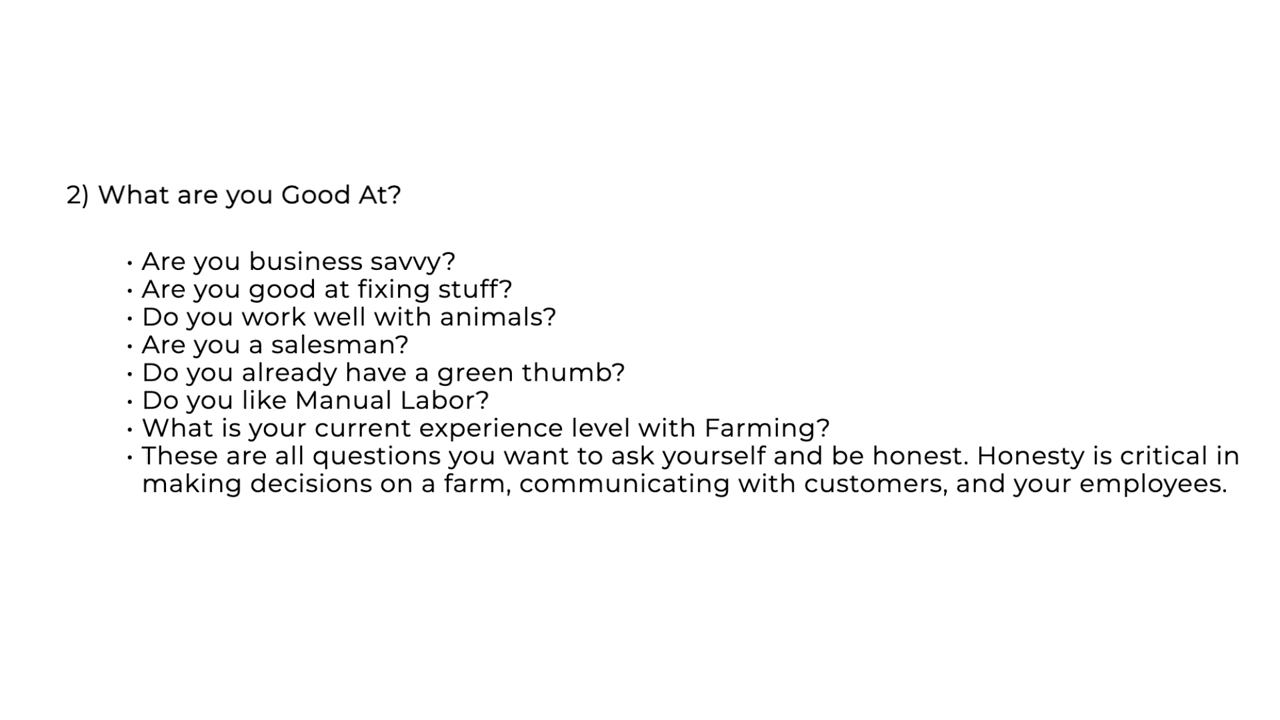 2) What are you Good At?
• Are you business savvy?
• Are you good at fixing stuff?
• Do you work well with animals?
• Are you a salesman?
• Do you already have a green thumb?
• Do you like Manual Labor?
• What is your current experience level with Farming?
• These are all questions you want to ask yourself and be honest. Honesty is critical in
making decisions on a farm, communicating with customers, and your employees.